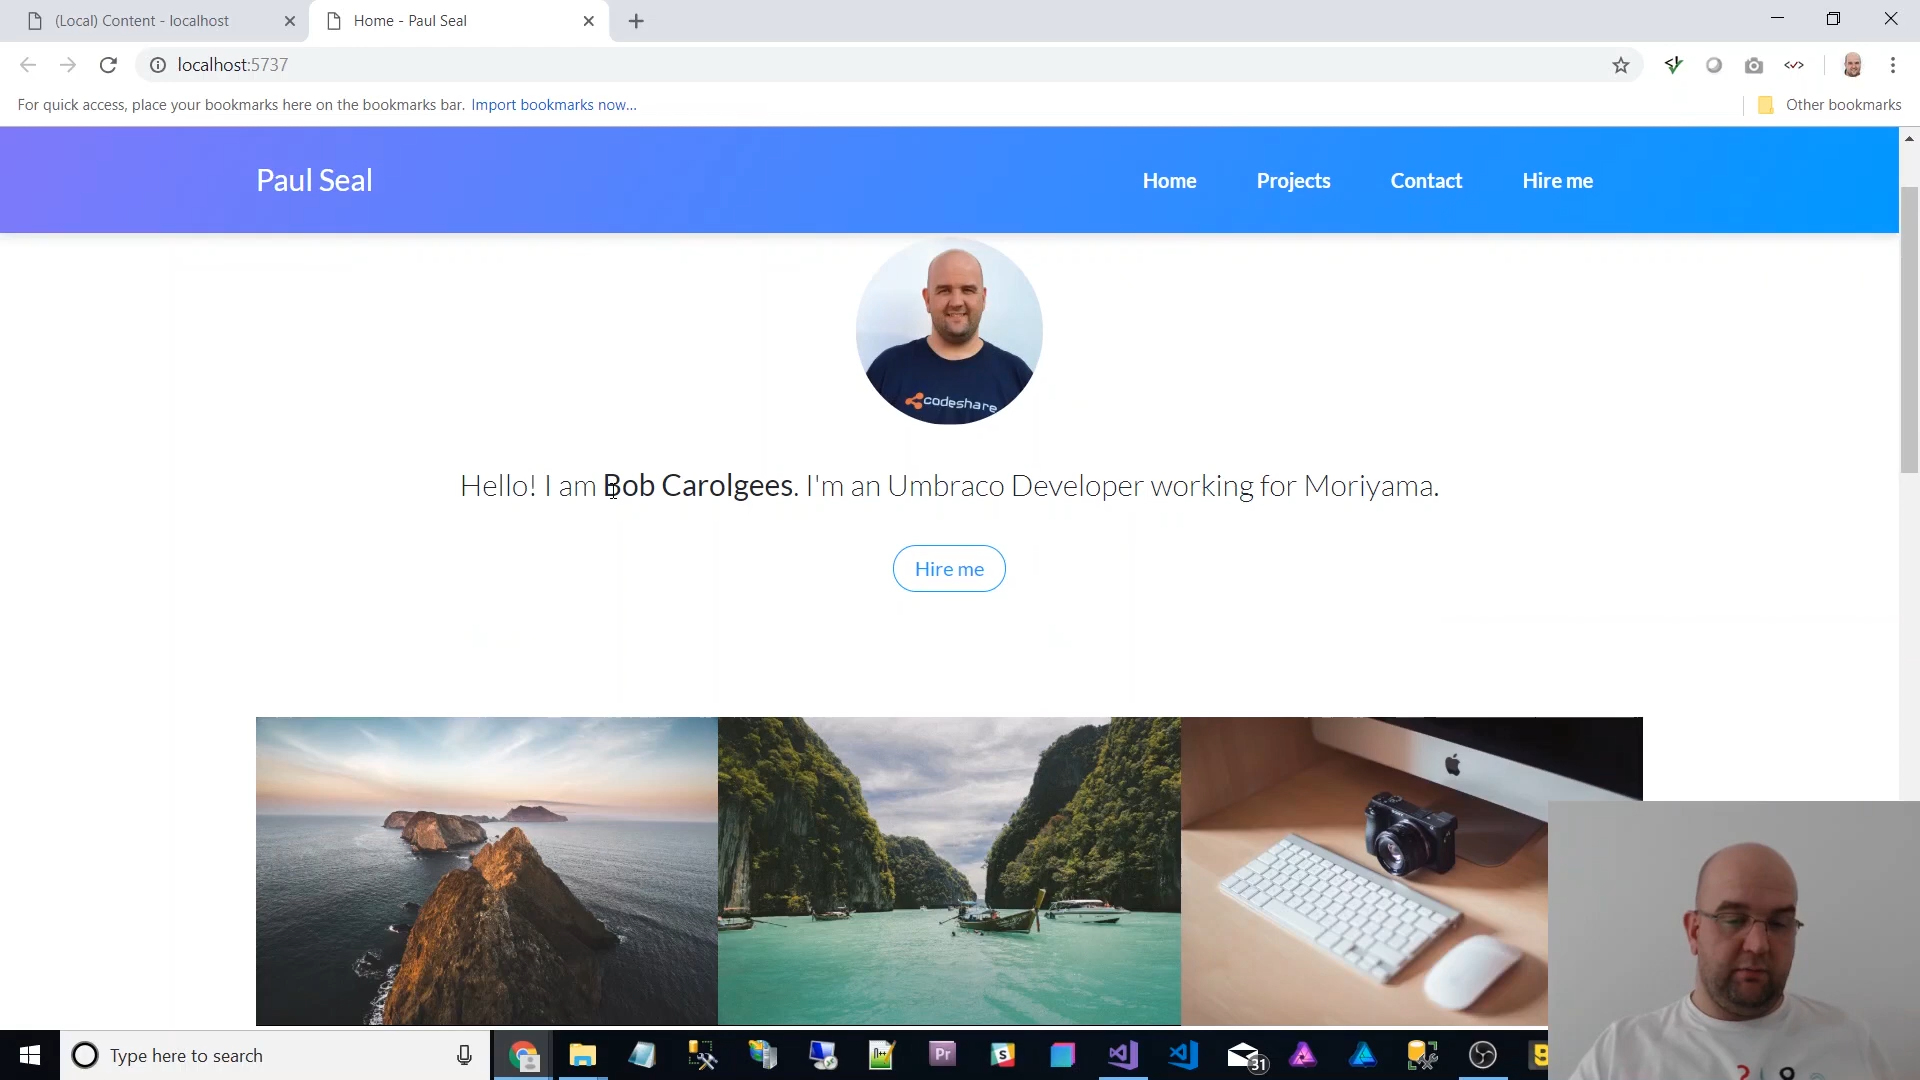 (Local) Content - localhost
Home - Paul Seal
localhost:5737
For quick access, place your bookmarks here on the bookmarks bar. Import bookmarks now...
Other bookmarks
Paul Seal
Home
Projects
Contact
Hire me
codeshare
Hello! I am Bob Carolgees. I'm an Umbraco Developer working for Moriyama.
Hire me
Type here to search
Pr
S
31